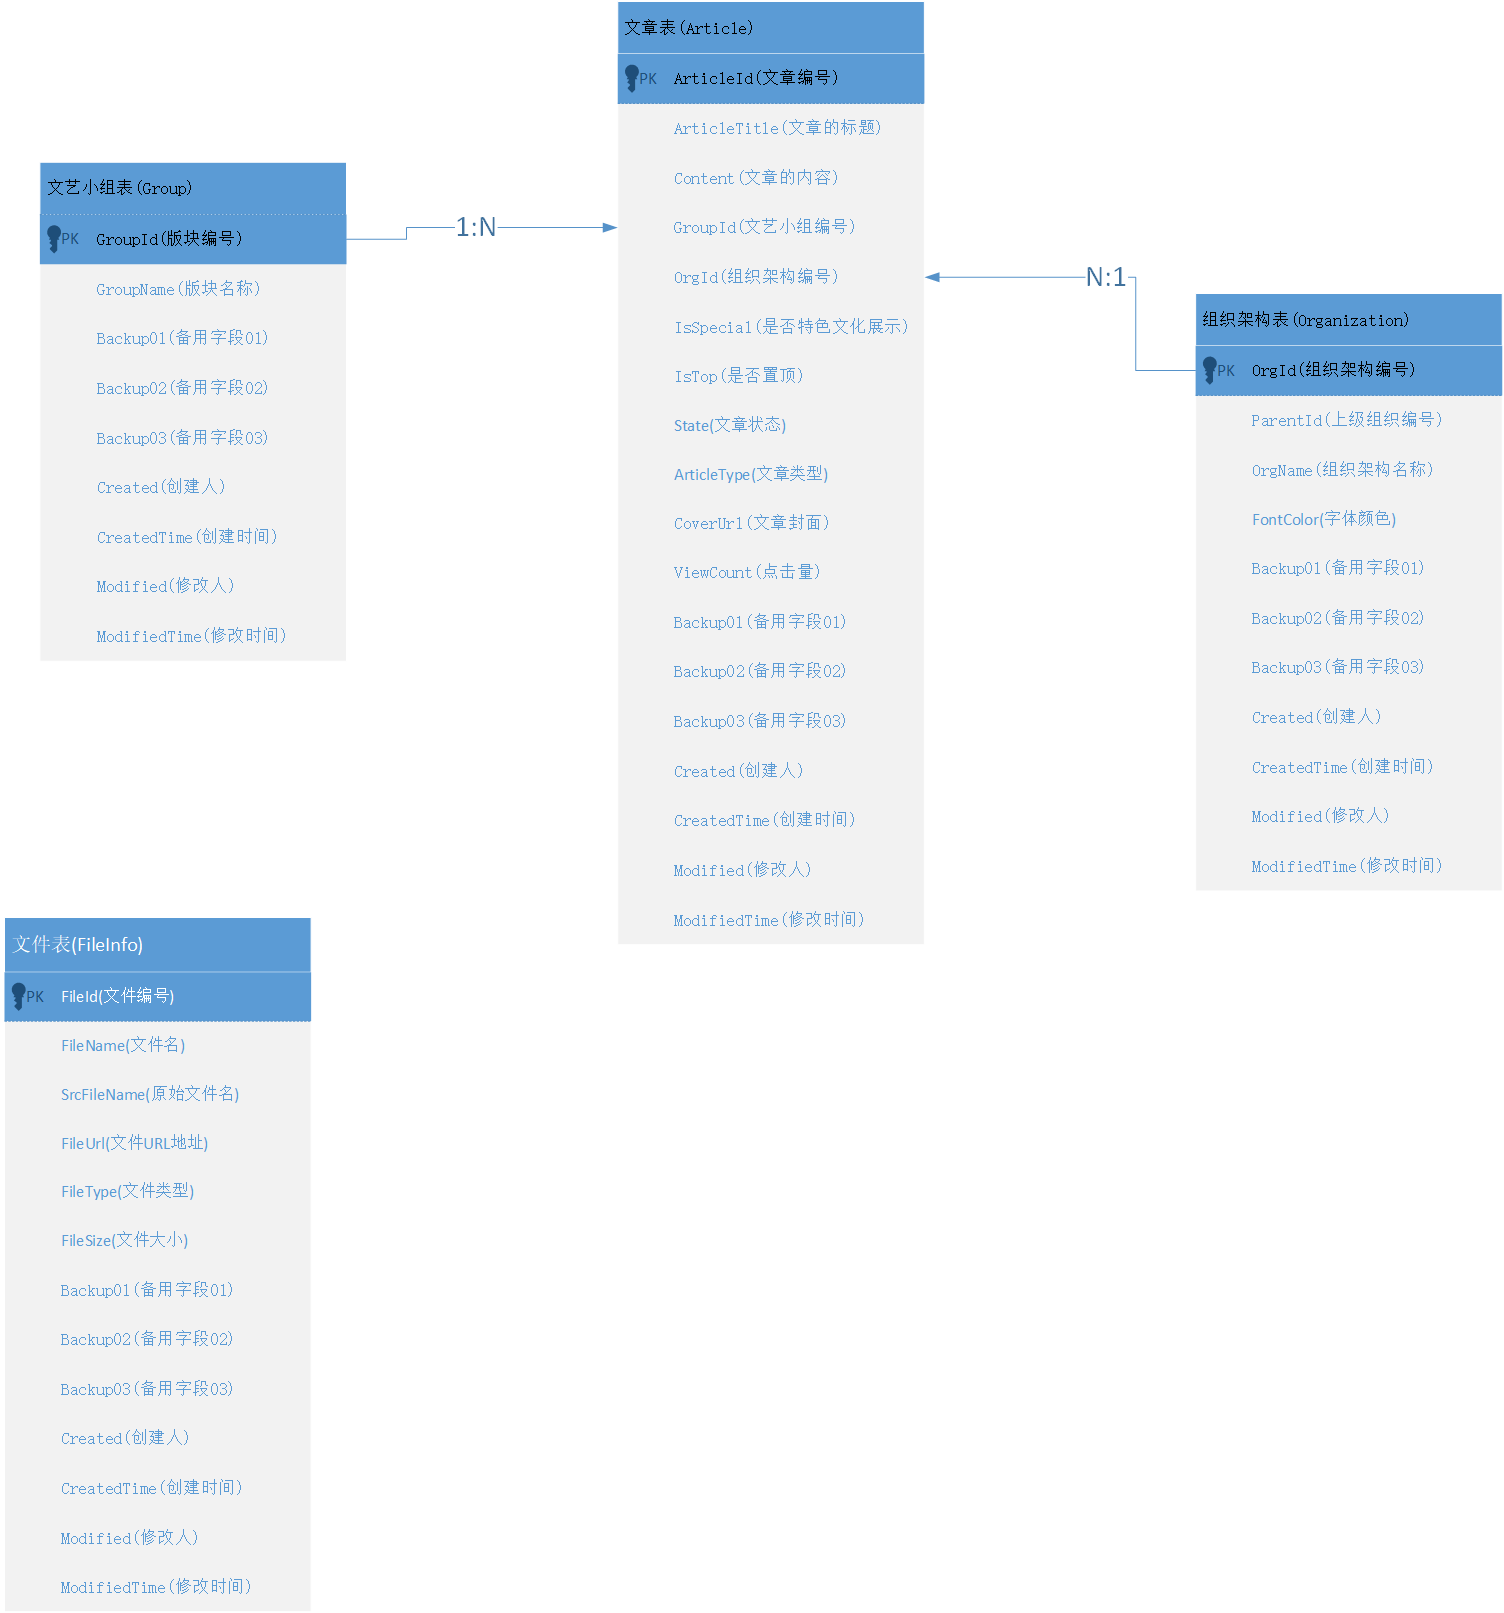 文章表(Article)
PK ArticleId(文章编号)
ArticleTitle(文章的标题)
Content(文章的内容)
GroupId(文艺小组编号)
OrgId(组织架构编号)
IsSpecial(是否特色文化展示)
IsTop(是否置顶)
State(文章状态)
ArticleType(文章类型)
CoverUrl(文章封面)
ViewCount(点击量)
Backup01(备用字段01)
Backup02(备用字段02)
Backup03(备用字段03)
Created(创建人)
CreatedTime(创建时间)
Modified(修改人)
ModifiedTime(修改时间)
文艺小组表(Group)
PK GroupId(版块编号)
GroupName(版块名称)
Backup01(备用字段01)
Backup02(备用字段02)
Backup03(备用字段03)
Created(创建人)
CreatedTime(创建时间)
Modified(修改人)
ModifiedTime(修改时间)
1:N
N:1
组织架构表(Organization)
PK OrgId(组织架构编号)
ParentId(上级组织编号)
OrgName(组织架构名称)
FontColor(字体颜色)
Backup01(备用字段01)
Backup02(备用字段02)
Backup03(备用字段03)
Created(创建人)
CreatedTime(创建时间)
Modified(修改人)
ModifiedTime(修改时间)
文件表(FileInfo)
PK FileId(文件编号)
FileName(文件名)
SrcFileName(原始文件名)
FileUrl(文件URL地址)
FileType(文件类型)
FileSize(文件大小)
Backup01(备用字段01)
Backup02(备用字段02)
Backup03(备用字段03)
Created(创建人)
CreatedTime(创建时间)
Modified(修改人)
ModifiedTime(修改时间)